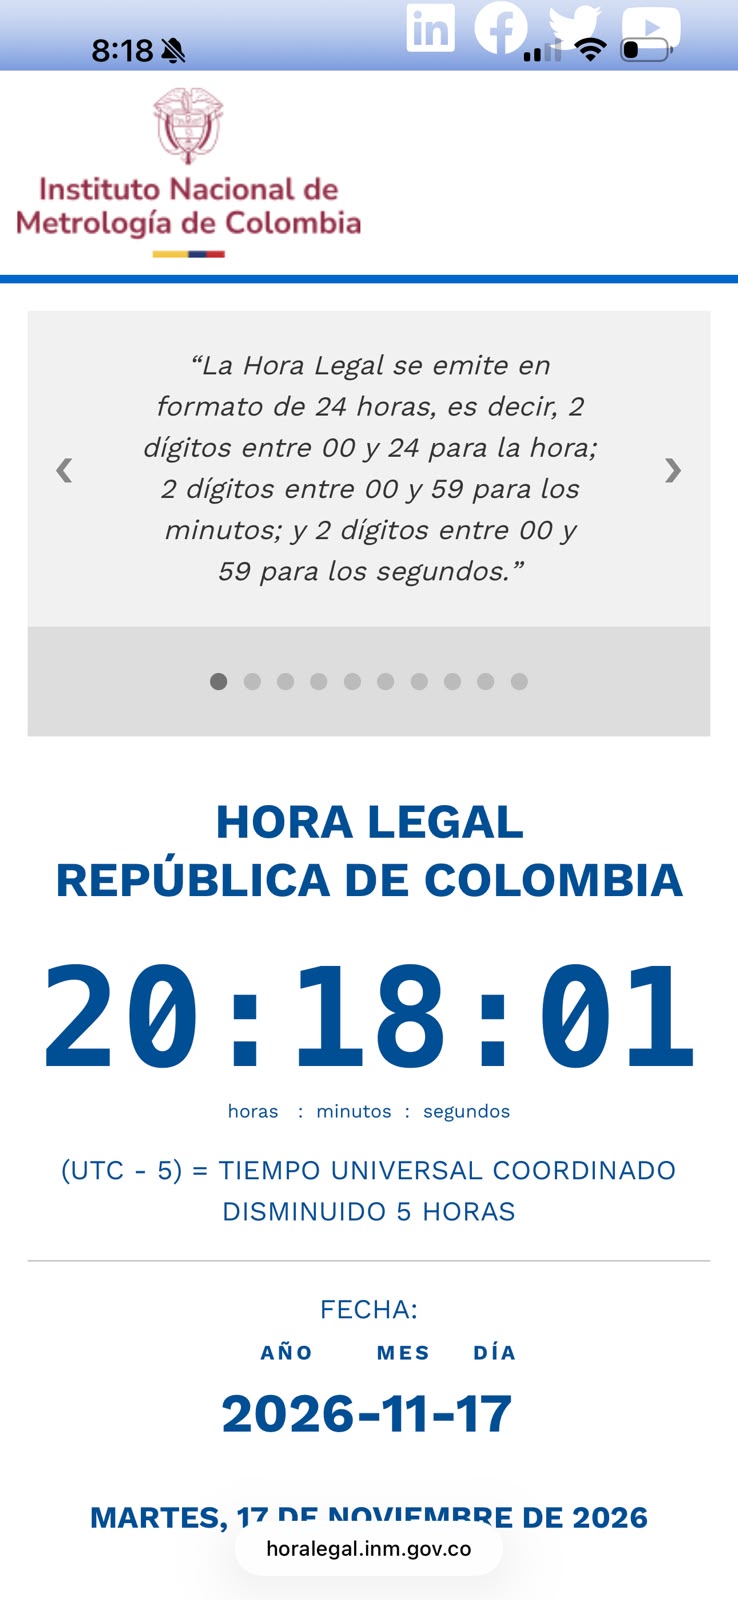 8:18
Instituto Nacional de
Metrología de Colombia
“La Hora Legal se emite en
formato de 24 horas, es decir, 2
dígitos entre 00 y 24 para la hora;
2 dígitos entre 00 y 59 para los
minutos; y 2 dígitos entre 00 y
59 para los segundos.”
HORA LEGAL
REPÚBLICA DE COLOMBIA
20:18:01
horas : minutos : segundos
(UTC - 5) = TIEMPO UNIVERSAL COORDINADO
DISMINUIDO 5 HORAS
FECHA:
AÑO MES DÍA
2026-11-17
MARTES, 17 DE NOVIEMBRE DE 2026
horalegal.inm.gov.co